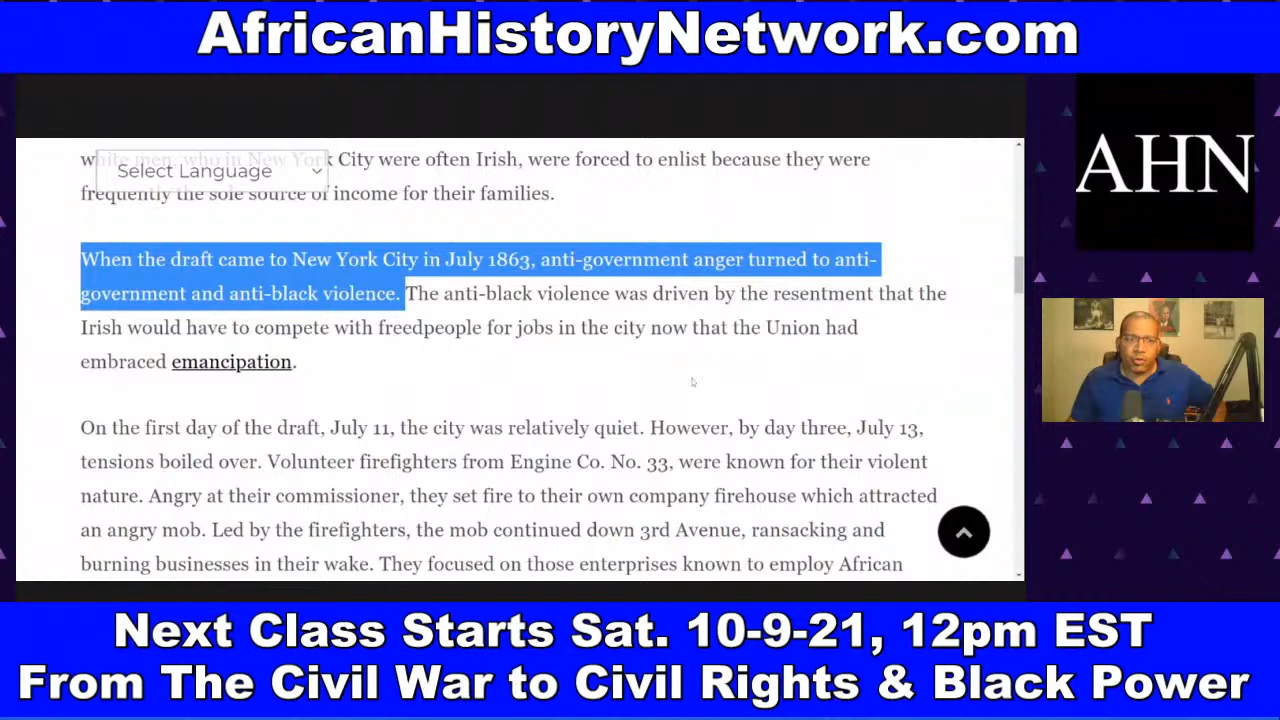 AfricanHistoryNetwork.com
AHN
white men, who in New York City were often Irish, were forced to enlist because they were
Select Language
frequently the sole source of income for their families.
When the draft came to New York City in July 1863, anti-government anger turned to anti-
government and anti-black violence. The anti-black violence was driven by the resentment that the
Irish would have to compete with freedpeople for jobs in the city now that the Union had
embraced emancipation.
On the first day of the draft, July 11, the city was relatively quiet. However, by day three, July 13,
tensions boiled over. Volunteer firefighters from Engine Co. No. 33, were known for their violent
nature. Angry at their commissioner, they set fire to their own company firehouse which attracted
an angry mob. Led by the firefighters, the mob continued down 3rd Avenue, ransacking and
burning businesses in their wake. They focused on those enterprises known to employ African
Next Class Starts Sat. 10-9-21, 12pm EST
From The Civil War to Civil Rights & Black Power